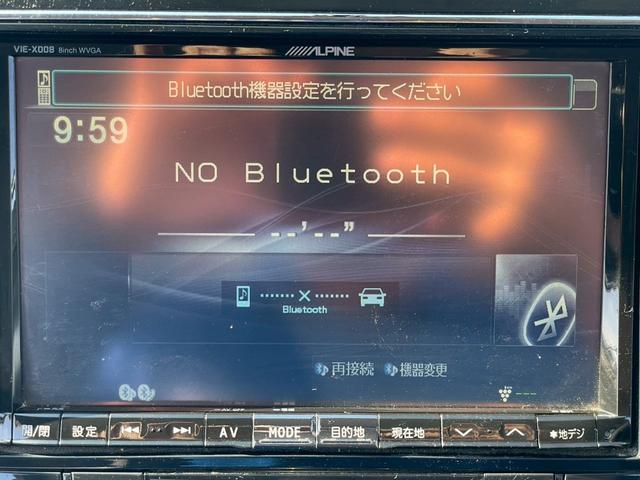 VIE-X008 8inch WVGA
ALPINE
Bluetooth機器設定を行ってください
9:59
NO Bluetooth
--'--"
Bluetooth
再接続 機器変更
開/閉 設定 AV MODE 目的地 現在地 *地デジ